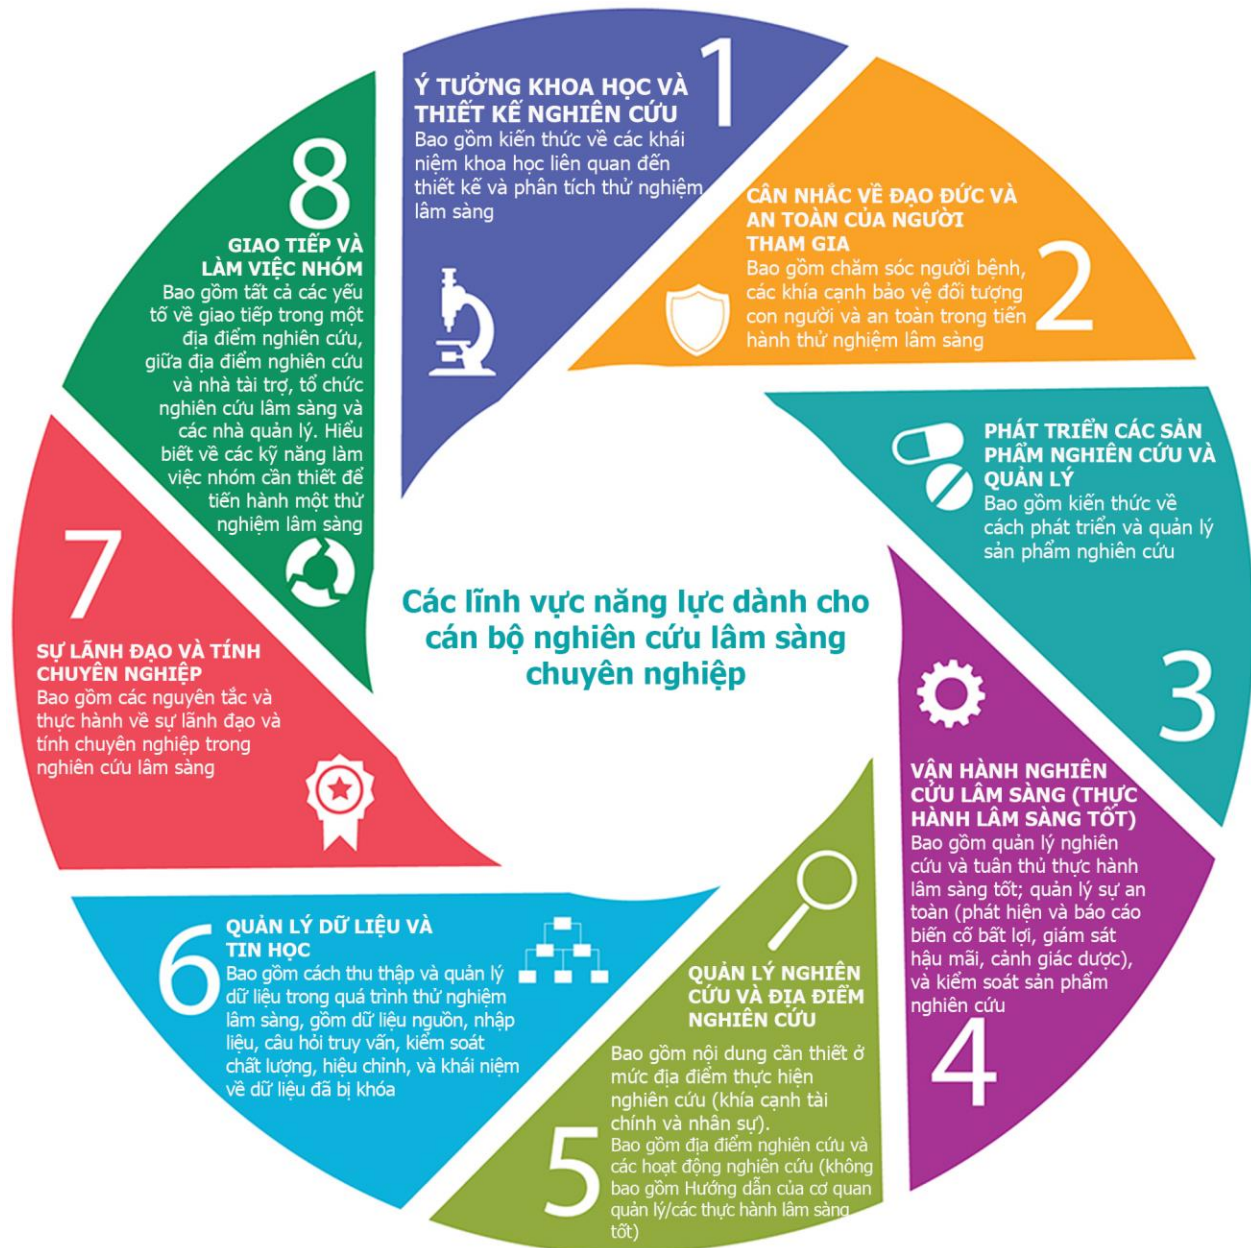 1
Ý TƯỞNG KHOA HỌC VÀ
THIẾT KẾ NGHIÊN CỨU
Bao gồm kiến thức về các khái
niệm khoa học liên quan đến
thiết kế và phân tích thử nghiệm
lâm sàng
CÂN NHẮC VỀ ĐẠO ĐỨC VÀ
AN TOÀN CỦA NGƯỜI
THAM GIA
Bao gồm chăm sóc người bệnh,
các khía cạnh bảo vệ đối tượng
con người và an toàn trong tiến
hành thử nghiệm lâm sàng
2
PHÁT TRIỂN CÁC SẢN
PHẨM NGHIÊN CỨU VÀ
QUẢN LÝ
Bao gồm kiến thức về
cách phát triển và quản lý
sản phẩm nghiên cứu
3
VẬN HÀNH NGHIÊN
CỨU LÂM SÀNG (THỰC
HÀNH LÂM SÀNG TỐT)
Bao gồm quản lý nghiên
cứu và tuân thủ thực hành
lâm sàng tốt; quản lý sự an
toàn (phát hiện và báo cáo
biến cố bất lợi, giám sát
hậu mãi, cảnh giác dược),
và kiểm soát sản phẩm
nghiên cứu
4
QUẢN LÝ NGHIÊN
CỨU VÀ ĐỊA ĐIỂM
NGHIÊN CỨU
Bao gồm nội dung cần thiết ở
mức địa điểm thực hiện
nghiên cứu (khía cạnh tài
chính và nhân sự).
Bao gồm địa điểm nghiên cứu và
các hoạt động nghiên cứu (không
bao gồm Hướng dẫn của cơ quan
quản lý/các thực hành lâm sàng
tốt)
5
6
QUẢN LÝ DỮ LIỆU VÀ
TIN HỌC
Bao gồm cách thu thập và quản lý
dữ liệu trong quá trình thử nghiệm
lâm sàng, gồm dữ liệu nguồn, nhập
liệu, câu hỏi truy vấn, kiểm soát
chất lượng, hiệu chỉnh, và khái niệm
về dữ liệu đã bị khóa
7
SỰ LÃNH ĐẠO VÀ TÍNH
CHUYÊN NGHIỆP
Bao gồm các nguyên tắc và
thực hành về sự lãnh đạo và
tính chuyên nghiệp trong
nghiên cứu lâm sàng
8
GIAO TIẾP VÀ
LÀM VIỆC NHÓM
Bao gồm tất cả các yếu
tố về giao tiếp trong một
địa điểm nghiên cứu,
giữa địa điểm nghiên cứu
và nhà tài trợ, tổ chức
nghiên cứu lâm sàng và
các nhà quản lý. Hiểu
biết về các kỹ năng làm
việc nhóm cần thiết để
tiến hành một thử
nghiệm lâm sàng
Các lĩnh vực năng lực dành cho
cán bộ nghiên cứu lâm sàng
chuyên nghiệp